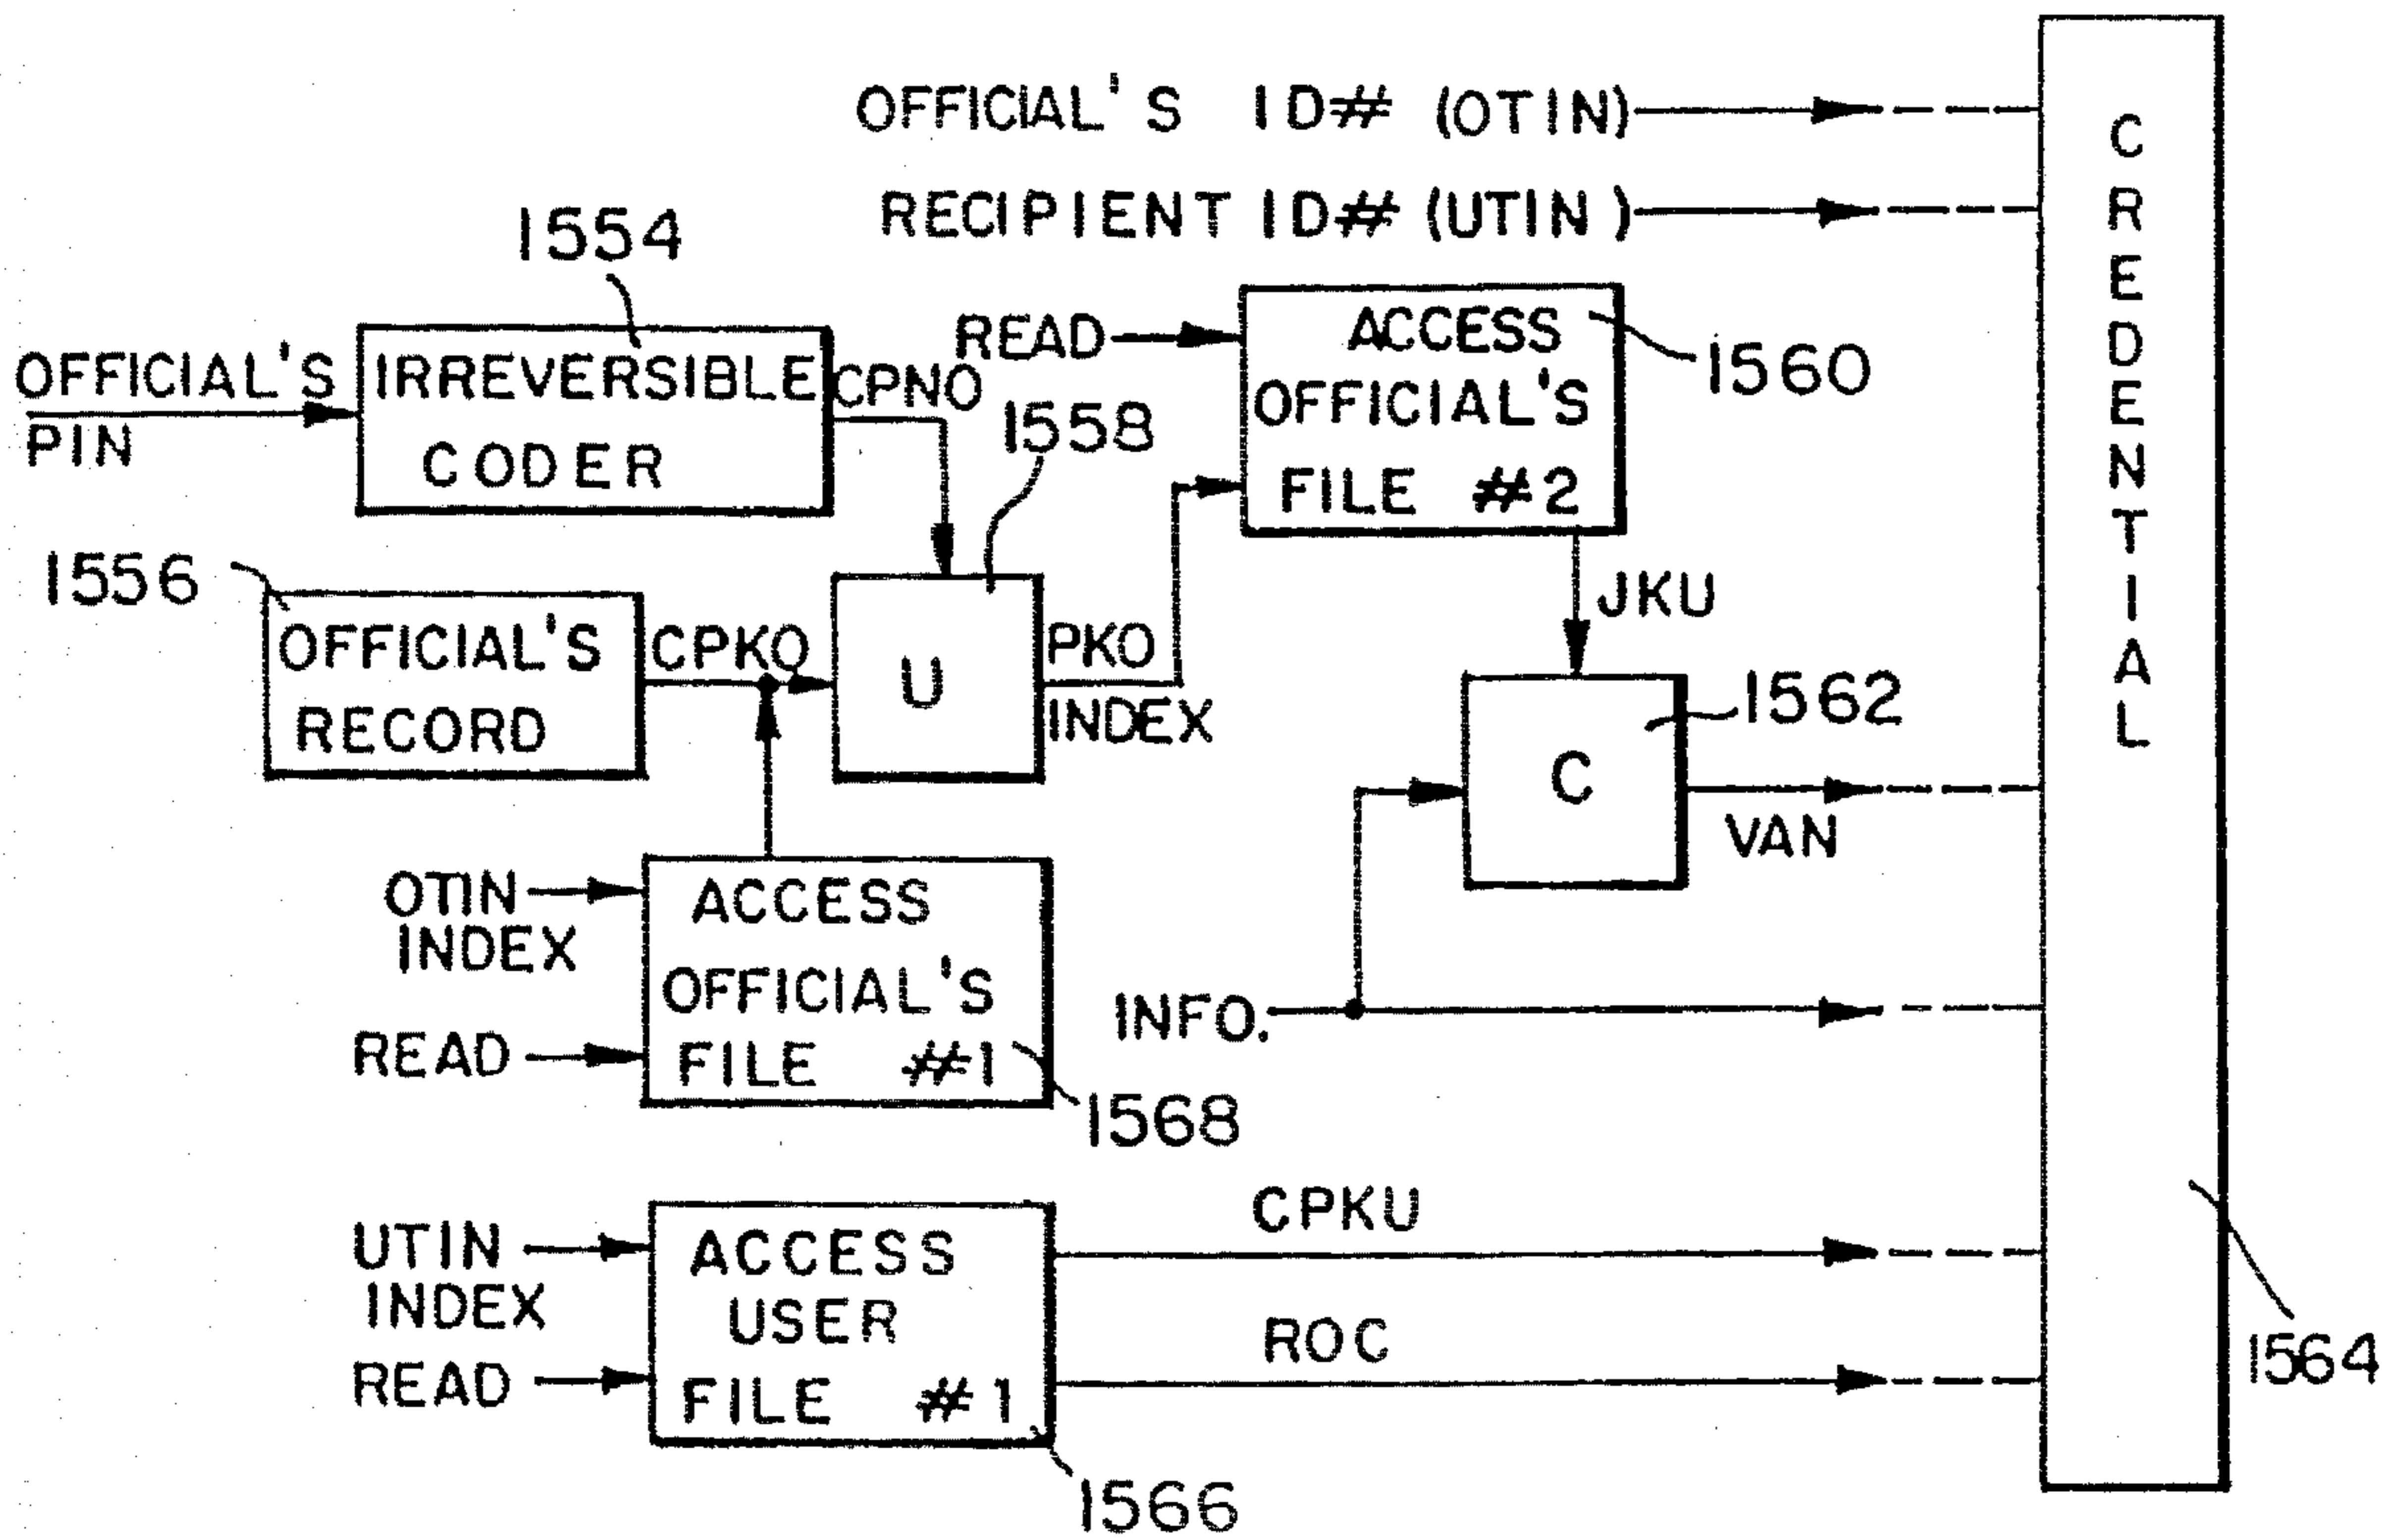 OFFICIAL'S ID# (OTIN)
RECIPIENT ID# (UTIN)
CREDENTIAL
1554
READ
ACCESS
OFFICIAL'S
FILE #2
1560
OFFICIAL'S
PIN
IRREVERSIBLE
CODER
CPNO
1558
1556
OFFICIAL'S
RECORD
CPKO
U
PKO
INDEX
JKU
1562
C
VAN
OTIN
INDEX
READ
ACCESS
OFFICIAL'S
FILE #1
1568
INFO.
UTIN
INDEX
READ
ACCESS
USER
FILE #1
1566
CPKU
ROC
1564